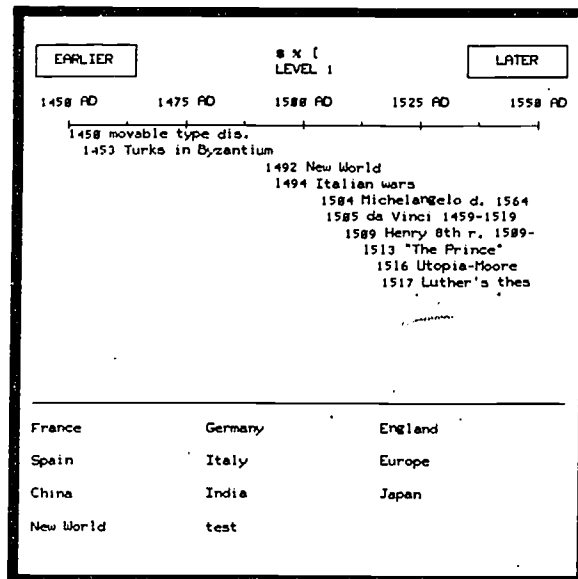 EARLIER
$ % [
LEVEL 1
LATER
1450 AD 1475 AD 1500 AD 1525 AD 1550 AD
1450 movable type dis.
1453 Turks in Byzantium
1492 New World
1494 Italian wars
1504 Michelangelo d. 1564
1505 da Vinci 1459-1519
1509 Henry 8th r. 1509-
1513 "The Prince"
1516 Utopia-Moore
1517 Luther's thes
France Germany England
Spain Italy Europe
China India Japan
New World test